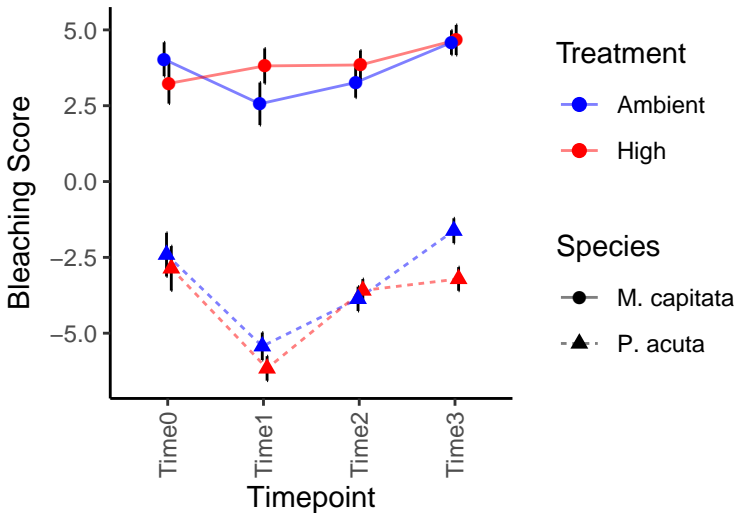 5.0
2.5
0.0
−2.5
−5.0
Bleaching Score
Time0
Time1
Time2
Time3
Timepoint
Treatment
Ambient
High
Species
M. capitata
P. acuta